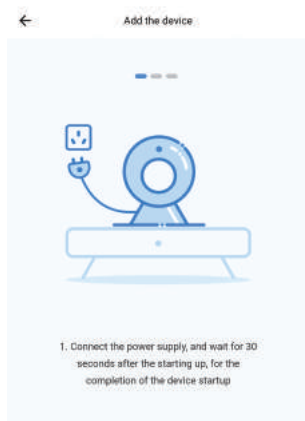 Add the device
1. Connect the power supply, and wait for 30
seconds after the starting up, for the
completion of the device startup